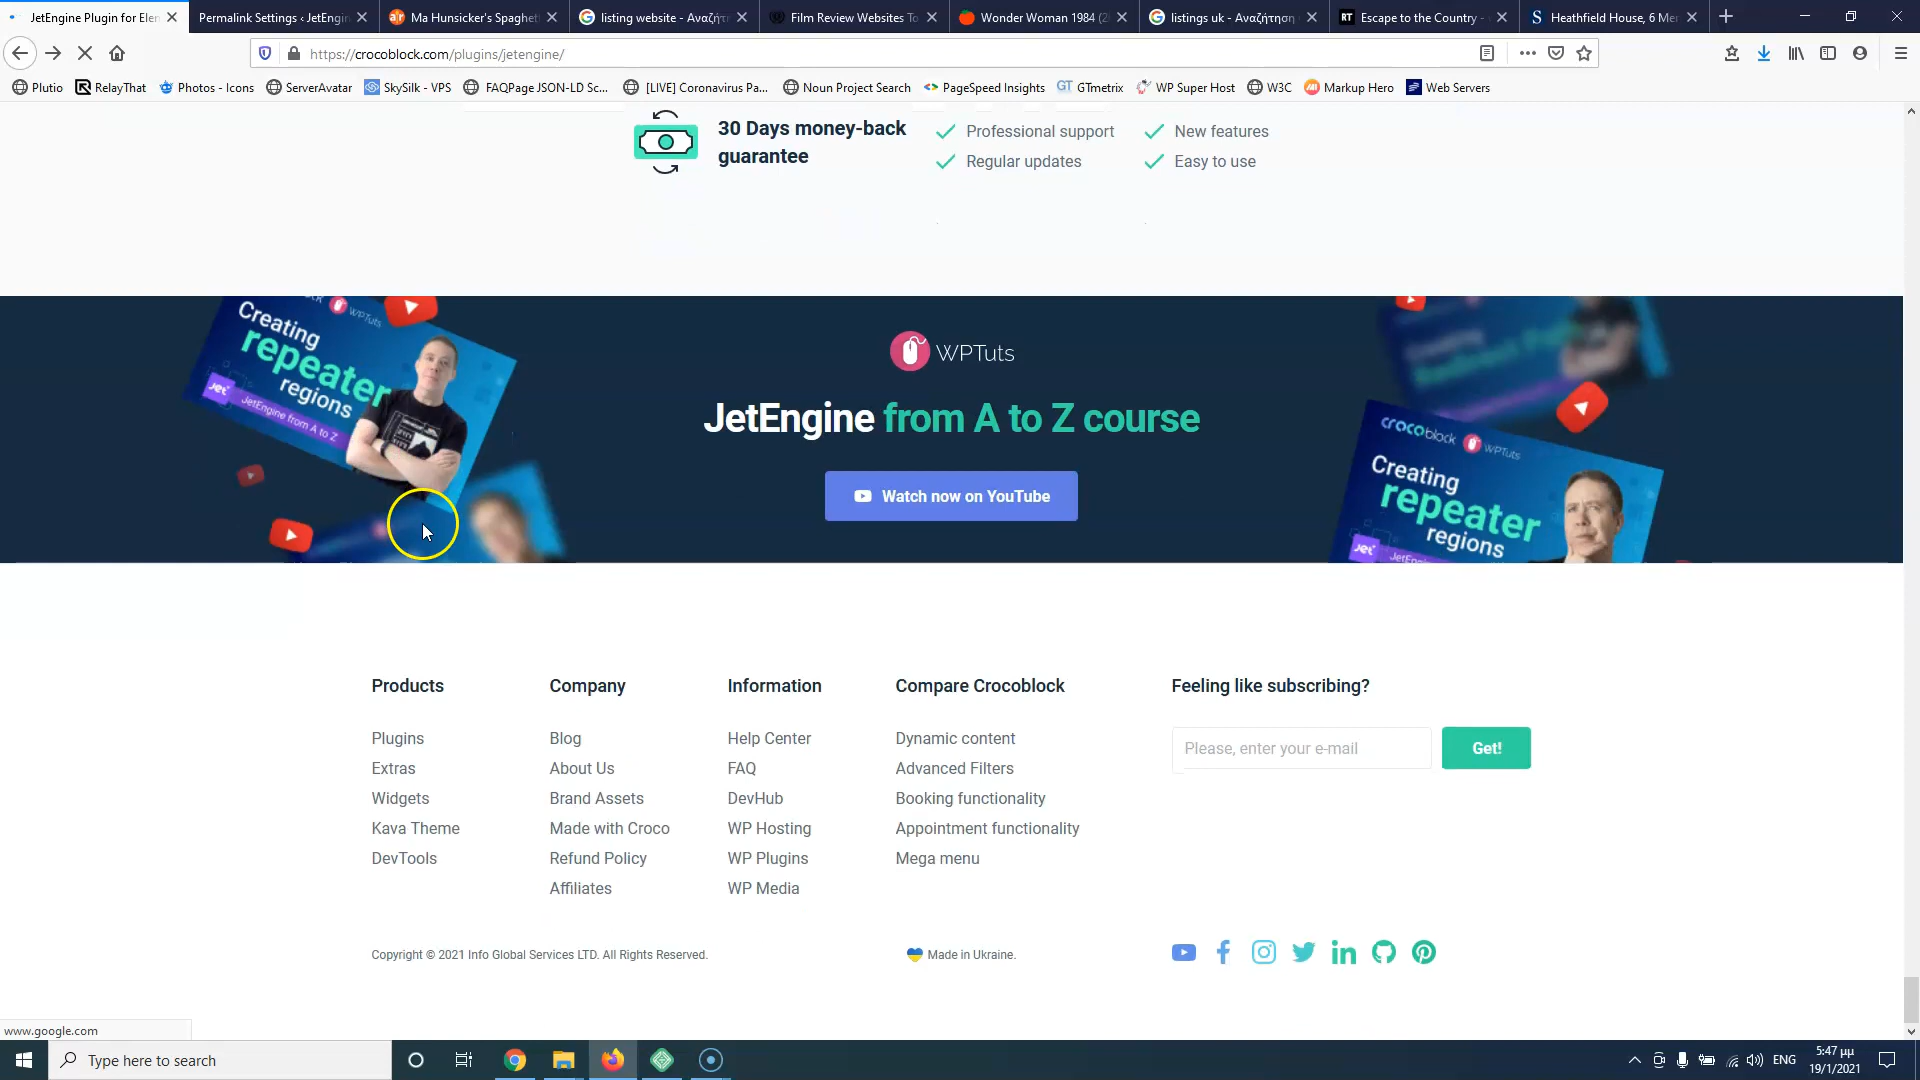 JetEngine Plugin for Ele
Permalink Settings ‹ JetEngin
Ma Hunsicker's Spaghet
listing website - Αναζήτ
Film Review Websites To
Wonder Woman 1984 (2
listings uk - Αναζήτηση
Escape to the Country -
Heathfield House, 6 Me
https://crocoblock.com/plugins/jetengine/
Plutio
RelayThat
Photos - Icons
ServerAvatar
SkySilk - VPS
FAQPage JSON-LD Sc...
[LIVE] Coronavirus Pa...
Noun Project Search
PageSpeed Insights
GTmetrix
WP Super Host
W3C
Markup Hero
Web Servers
30 Days money-back
guarantee
Professional support
New features
Regular updates
Easy to use
WPTuts
Creating
repeater
regions
Jet JetEngine from A to Z
WPTuts
JetEngine from A to Z course
Watch now on YouTube
crocoblock WPTuts
Creating
repeater
regions
Jet
Products
Plugins
Extras
Widgets
Kava Theme
DevTools
Company
Blog
About Us
Brand Assets
Made with Croco
Refund Policy
Affiliates
Information
Help Center
FAQ
DevHub
WP Hosting
WP Plugins
WP Media
Compare Crocoblock
Dynamic content
Advanced Filters
Booking functionality
Appointment functionality
Mega menu
Feeling like subscribing?
Please, enter your e-mail
Get!
Copyright © 2021 Info Global Services LTD. All Rights Reserved.
Made in Ukraine.
www.google.com
Type here to search
ENG
5:47 μμ
19/1/2021